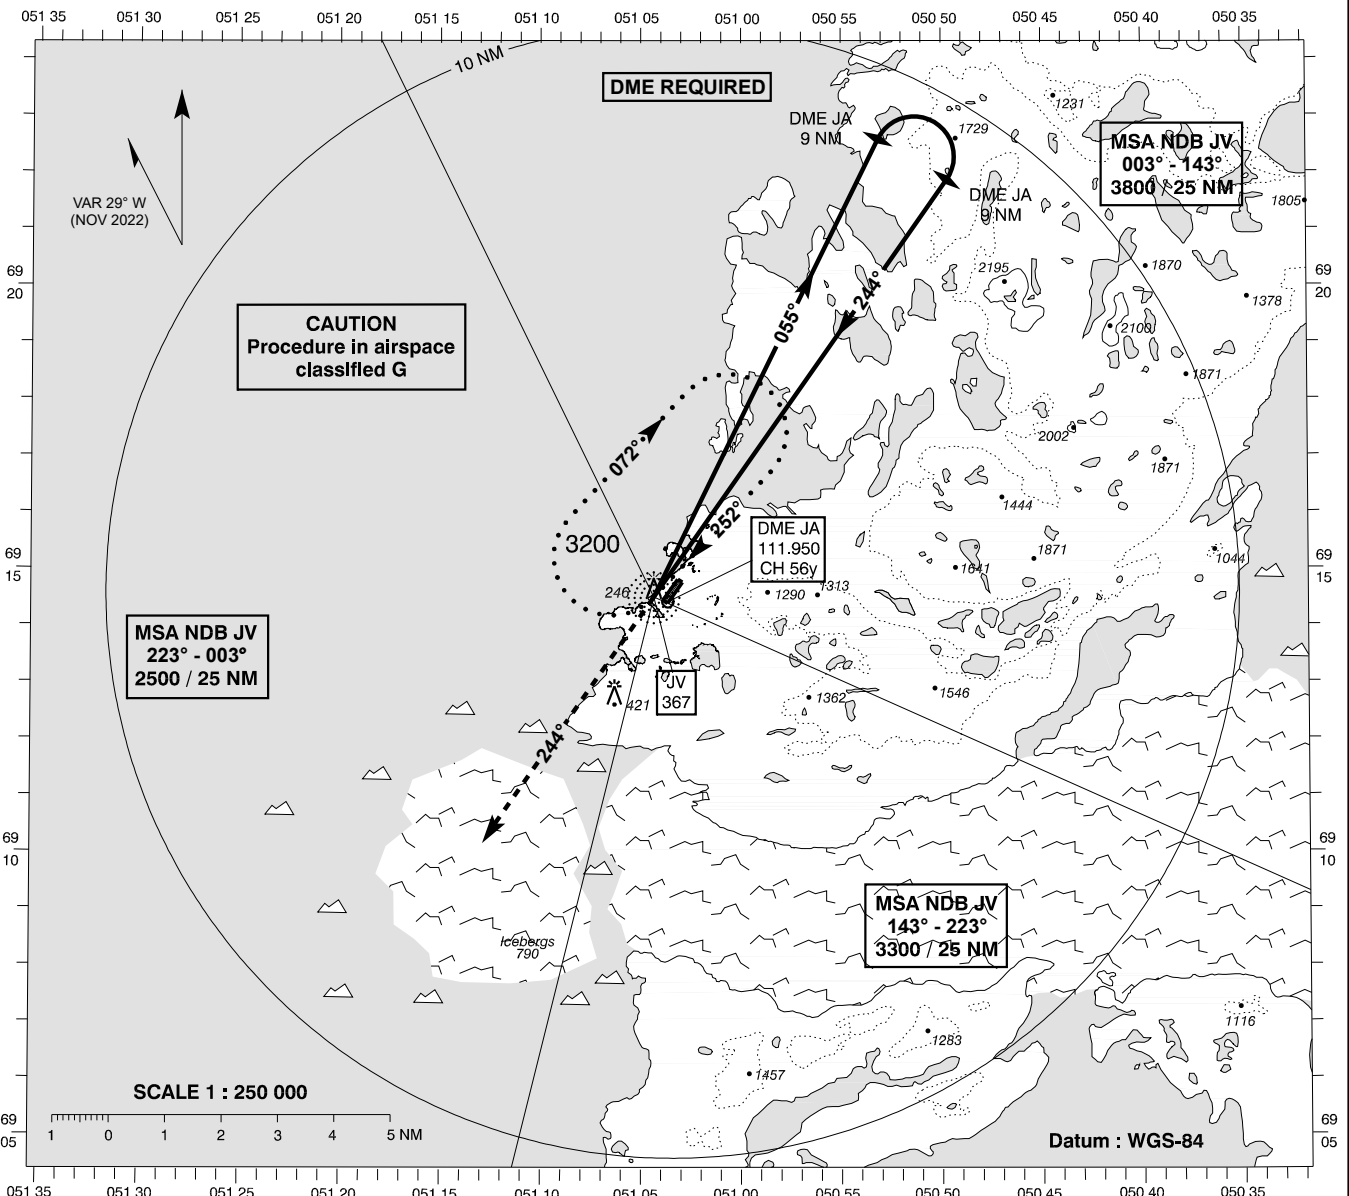 051 35 051 30 051 25 051 20 051 15 051 10 051 05 051 00 050 55 050 50 050 45 050 40 050 35
10 NM
DME REQUIRED
1231
DME JA
9 NM
1729
MSA NDB JV
003° - 143°
3800 / 25 NM
VAR 29° W
(NOV 2022)
DME JA
9 NM
1805
69
20
2195
1870
69
20
1378
CAUTION
Procedure in airspace
classlfled G
055°
244°
2100
1871
072°
2002
1871
1444
252°
3200
DME JA
111.950
CH 56y
69
15
1871
1641
1044
69
15
246
1290
1313
MSA NDB JV
223° - 003°
2500 / 25 NM
JV
367
421
1362
1546
244°
69
10
69
10
MSA NDB JV
143° - 223°
3300 / 25 NM
Icebergs
790
1116
1283
1457
SCALE 1 : 250 000
1 0 1 2 3 4 5 NM
69
05
Datum : WGS-84
69
05
051 35 051 30 051 25 051 20 051 15 051 10 051 05 051 00 050 55 050 50 050 45 050 40 050 35